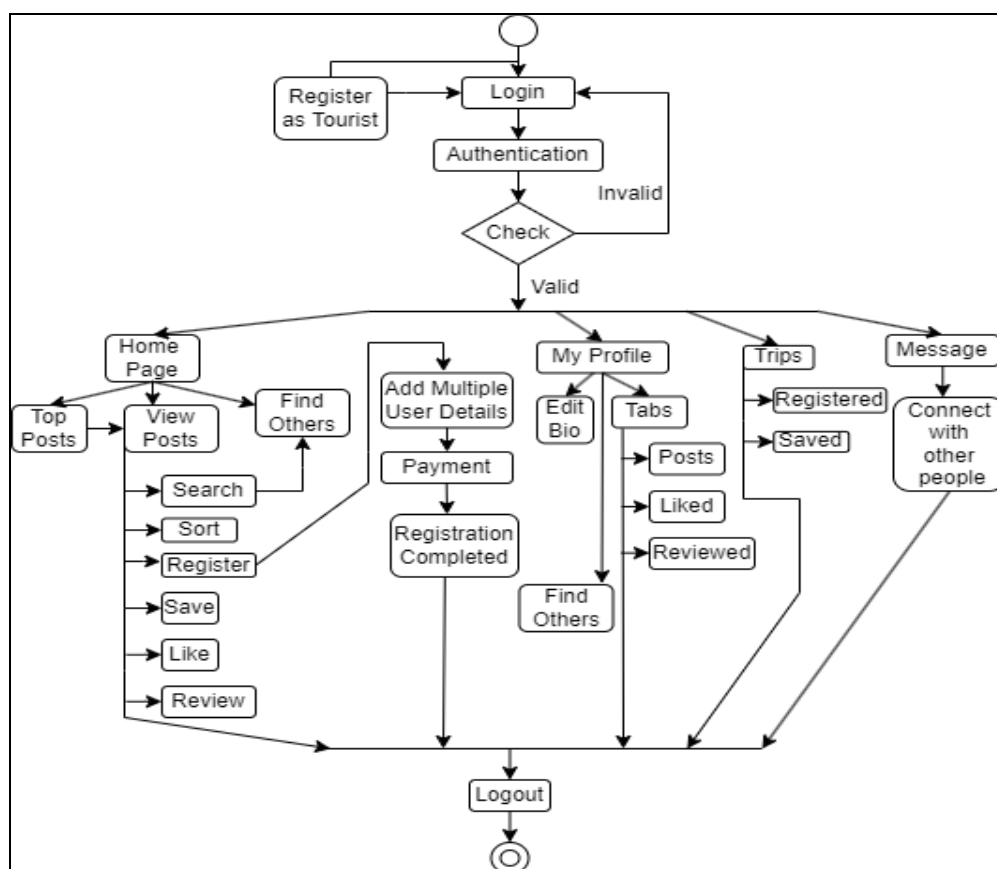 Register
as Tourist
Login
Authentication
Invalid
Check
Valid
Home
Page
My Profile
Trips
Message
Top
Posts
View
Posts
Find
Others
Add Multiple
User Details
Edit
Bio
Tabs
Registered
Saved
Connect
with
other
people
Search
Sort
Register
Save
Like
Review
Payment
Registration
Completed
Posts
Liked
Reviewed
Find
Others
Logout